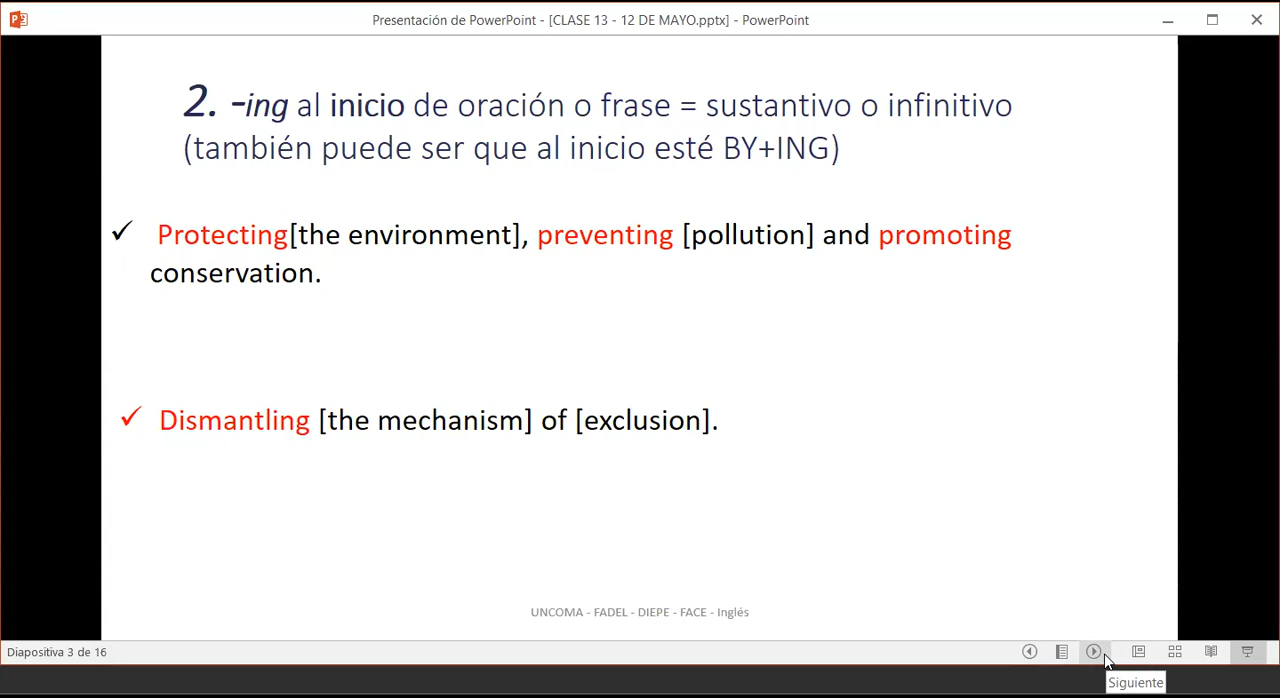 Presentación de PowerPoint - [CLASE 13 - 12 DE MAYO.pptx] - PowerPoint
2. -ing al inicio de oración o frase = sustantivo o infinitivo
(también puede ser que al inicio esté BY+ING)
✓ Protecting[the environment], preventing [pollution] and promoting
conservation.
✓ Dismantling [the mechanism] of [exclusion].
UNCOMA - FADEL - DIEPE - FACE - Inglés
Diapositiva 3 de 16
Siguiente